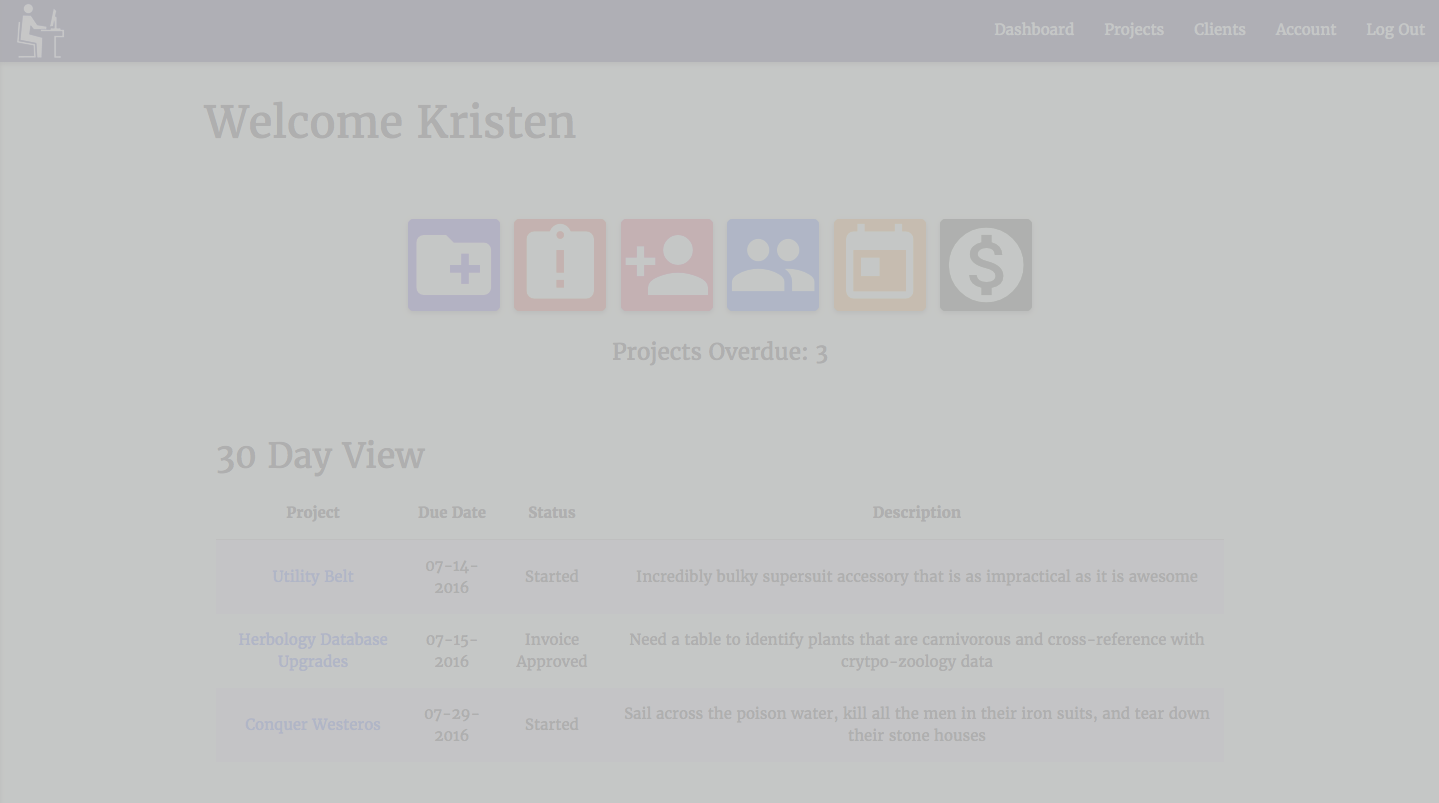 Dashboard Projects Clients Account Log Out
Welcome Kristen
Projects Overdue: 3
30 Day View
Project Due Date Status Description
Utility Belt 07-14-2016 Started Incredibly bulky supersuit accessory that is as impractical as it is awesome
Herbology Database Upgrades 07-15-2016 Invoice Approved Need a table to identify plants that are carnivorous and cross-reference with crytpo-zoology data
Conquer Westeros 07-29-2016 Started Sail across the poison water, kill all the men in their iron suits, and tear down their stone houses